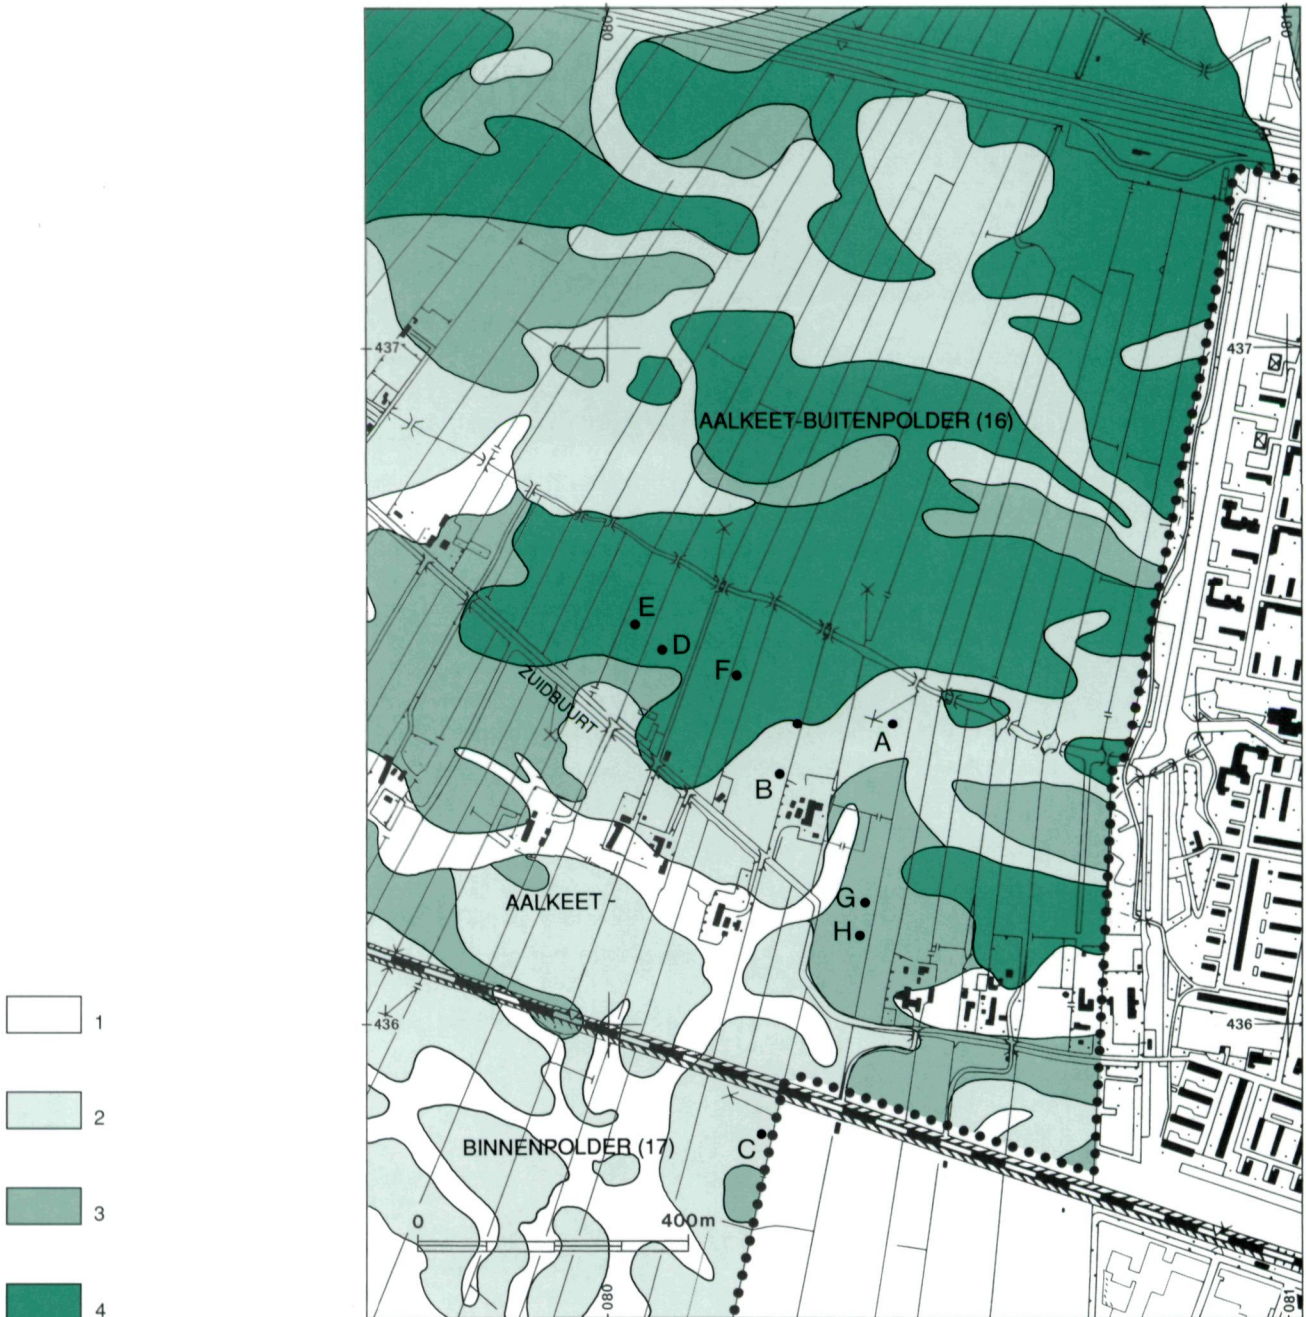 080
081
437
437
AALKEET-BUITENPOLDER (16)
E
D
F
ZUIDBUURT
A
B
G
AALKEET -
H
436
436
1
2
BINNENPOLDER (17)
C
3
0
400m
4
080
081